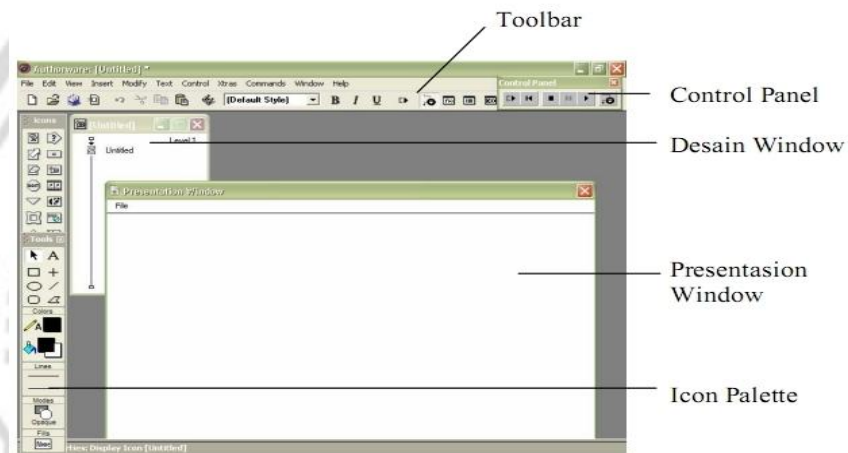 Toolbar
Authorware: [Untitled] *
File Edit View Insert Modify Text Control Xtras Commands Window Help
Control Panel
(Default Style) B I U
Control Panel
Icons
[Untitled]
Level 1
Untitled
Desain Window
Presentation Window
File
Tools
A
Presentasion
Window
Colors
A
Lines
Icon Palette
Modes
Opaque
Fills
None
Display Icon [Untitled]